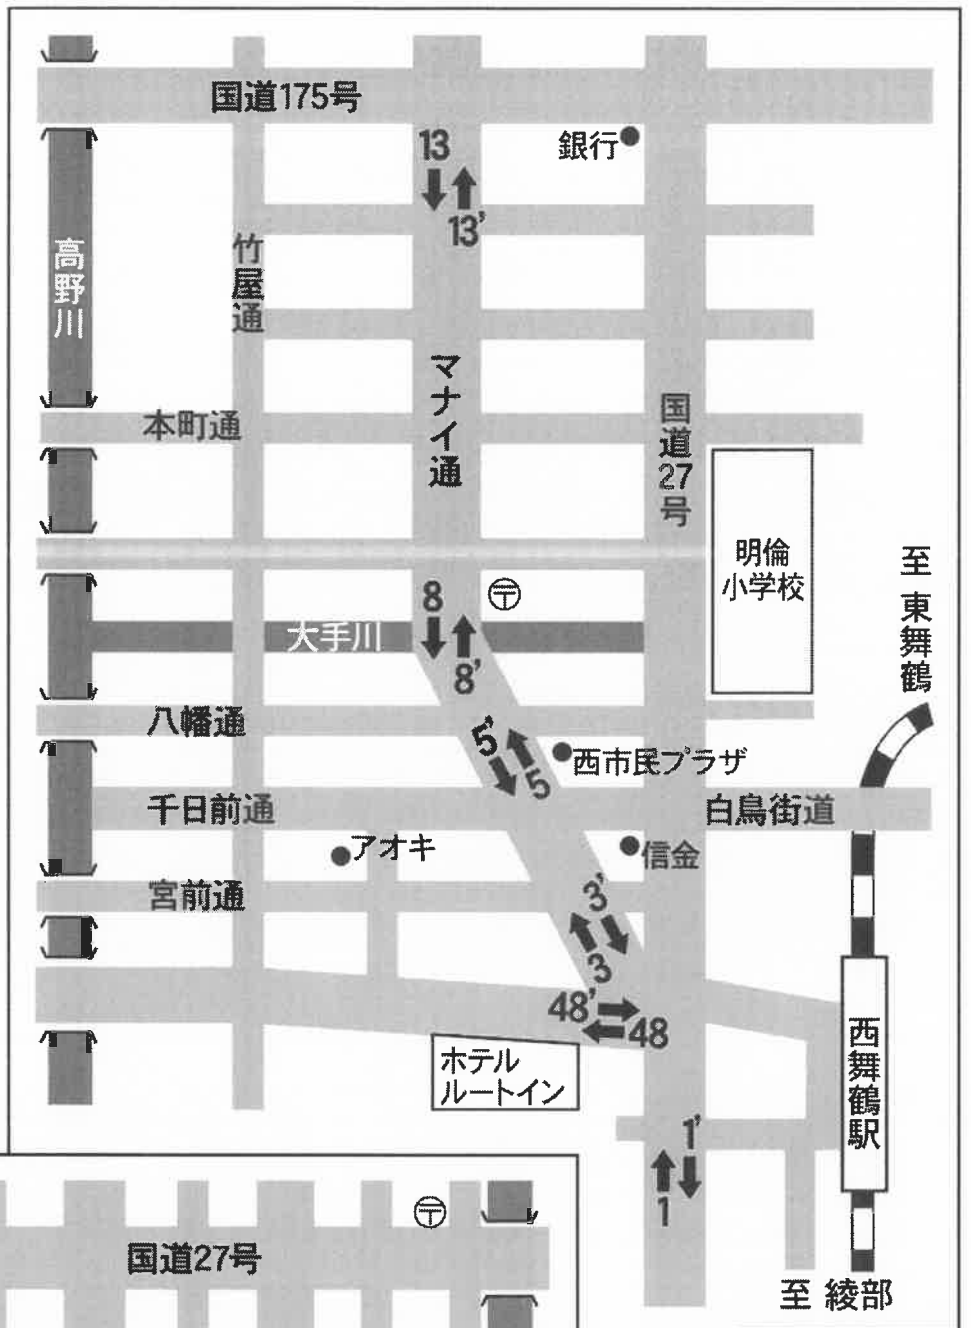 国道175号
13
銀行
13'
高野川
竹屋通
マナイ通
本町通
国道27号
明倫
小学校
至 東舞鶴
8
〒
大手川
8'
八幡通
5'
西市民プラザ
5
千日前通
白鳥街道
アオキ
信金
宮前通
3'
3
48'
48
ホテル
ルートイン
西舞鶴駅
1'
1
〒
国道27号
至 綾部